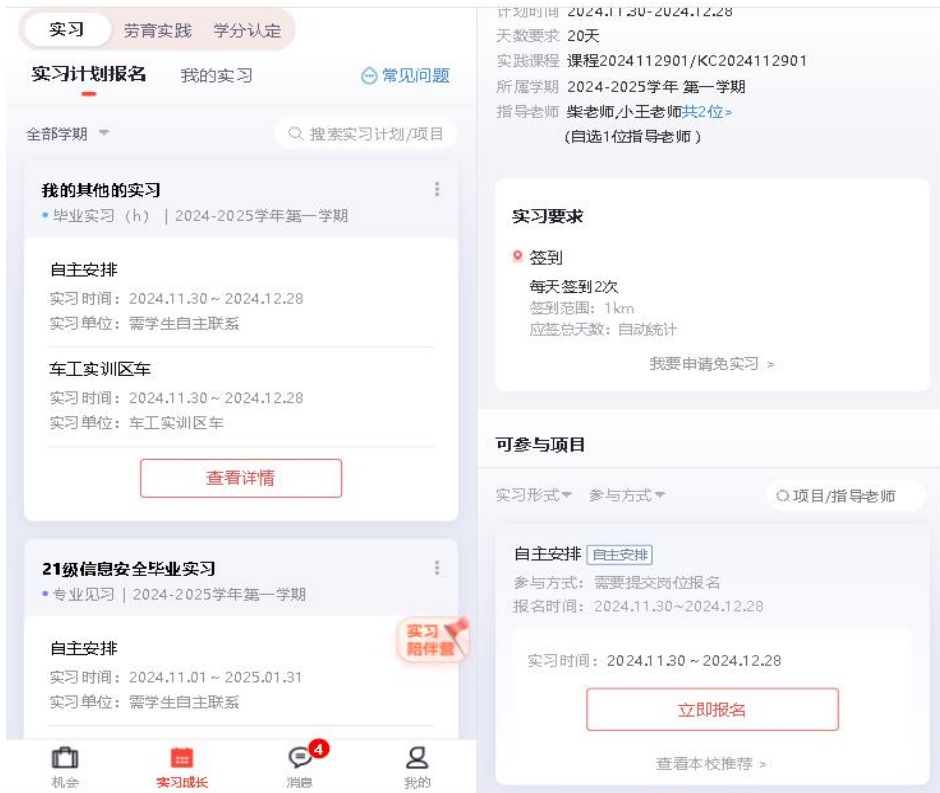 实习 劳育实践 学分认定
实习计划报名 我的实习 常见问题
全部学期 搜索实习计划/项目
我的其他的实习
毕业实习（h） | 2024-2025学年第一学期
自主安排
实习时间：2024.11.30 ~ 2024.12.28
实习单位：需学生自主联系
车工实训区车
实习时间：2024.11.30 ~ 2024.12.28
实习单位：车工实训区车
查看详情
21级信息安全毕业实习
专业见习 | 2024-2025学年第一学期
自主安排
实习时间：2024.11.01 ~ 2025.01.31
实习单位：需学生自主联系
实习
陪伴营
4
机会 实习成长 消息 我的
计划时间 2024.11.30-2024.12.28
天数要求 20天
实践课程 课程2024112901/KC2024112901
所属学期 2024-2025学年 第一学期
指导老师 柴老师,小王老师共2位>
(自选1位指导老师 )
实习要求
签到
每天签到2次
签到范围：1km
应签总天数：自动统计
我要申请免实习 >
可参与项目
实习形式 参与方式 项目/指导老师
自主安排 自主安排
参与方式：需要提交岗位报名
报名时间：2024.11.30~2024.12.28
实习时间：2024.11.30 ~ 2024.12.28
立即报名
查看本校推荐 >